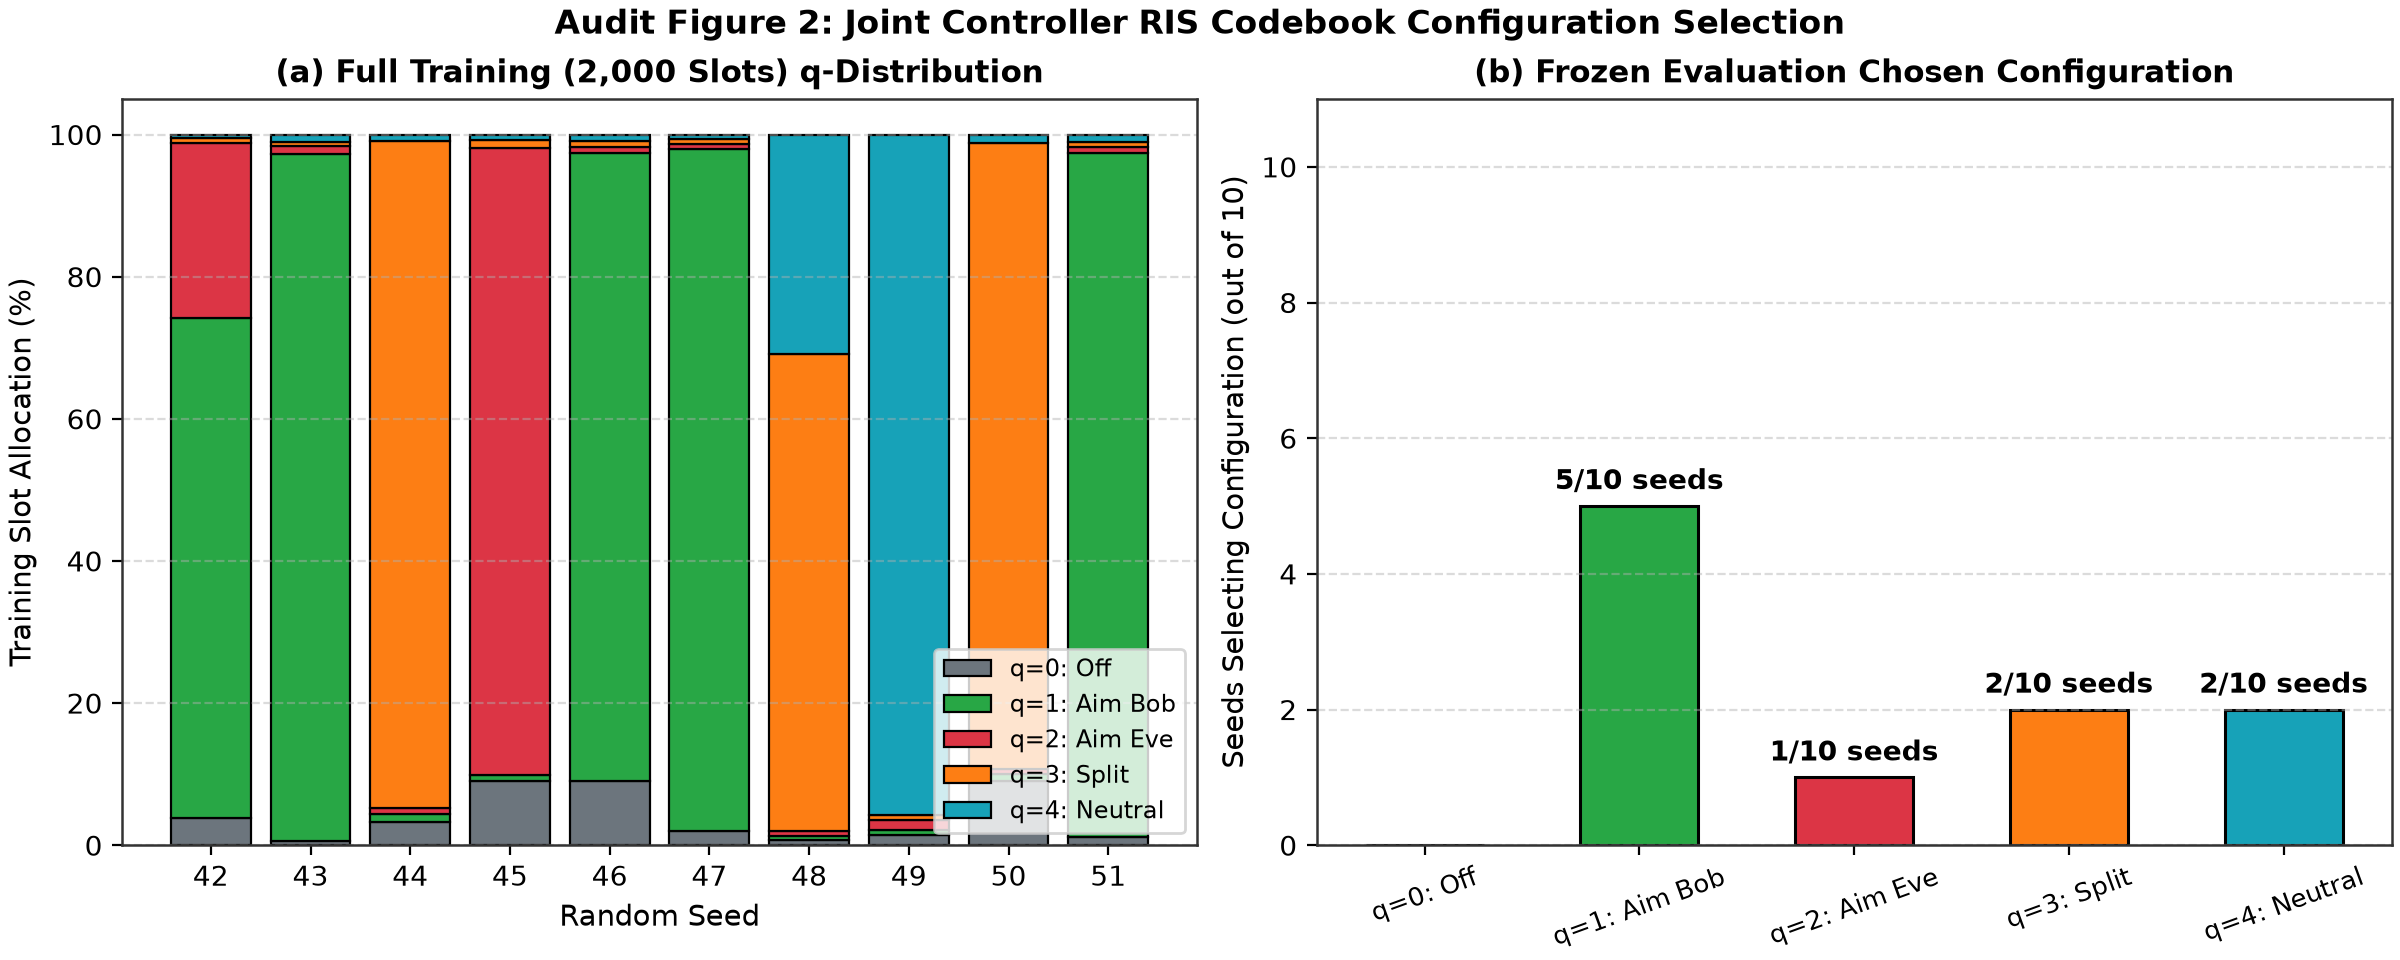 Audit Figure 2: Joint Controller RIS Codebook Configuration Selection
(a) Full Training (2,000 Slots) q-Distribution
Training Slot Allocation (%)
100
80
60
40
20
0
42 43 44 45 46 47 48 49 50 51
Random Seed
q=0: Off
q=1: Aim Bob
q=2: Aim Eve
q=3: Split
q=4: Neutral
(b) Frozen Evaluation Chosen Configuration
Seeds Selecting Configuration (out of 10)
10
8
6
4
2
0
5/10 seeds
1/10 seeds
2/10 seeds
2/10 seeds
q=0: Off
q=1: Aim Bob
q=2: Aim Eve
q=3: Split
q=4: Neutral